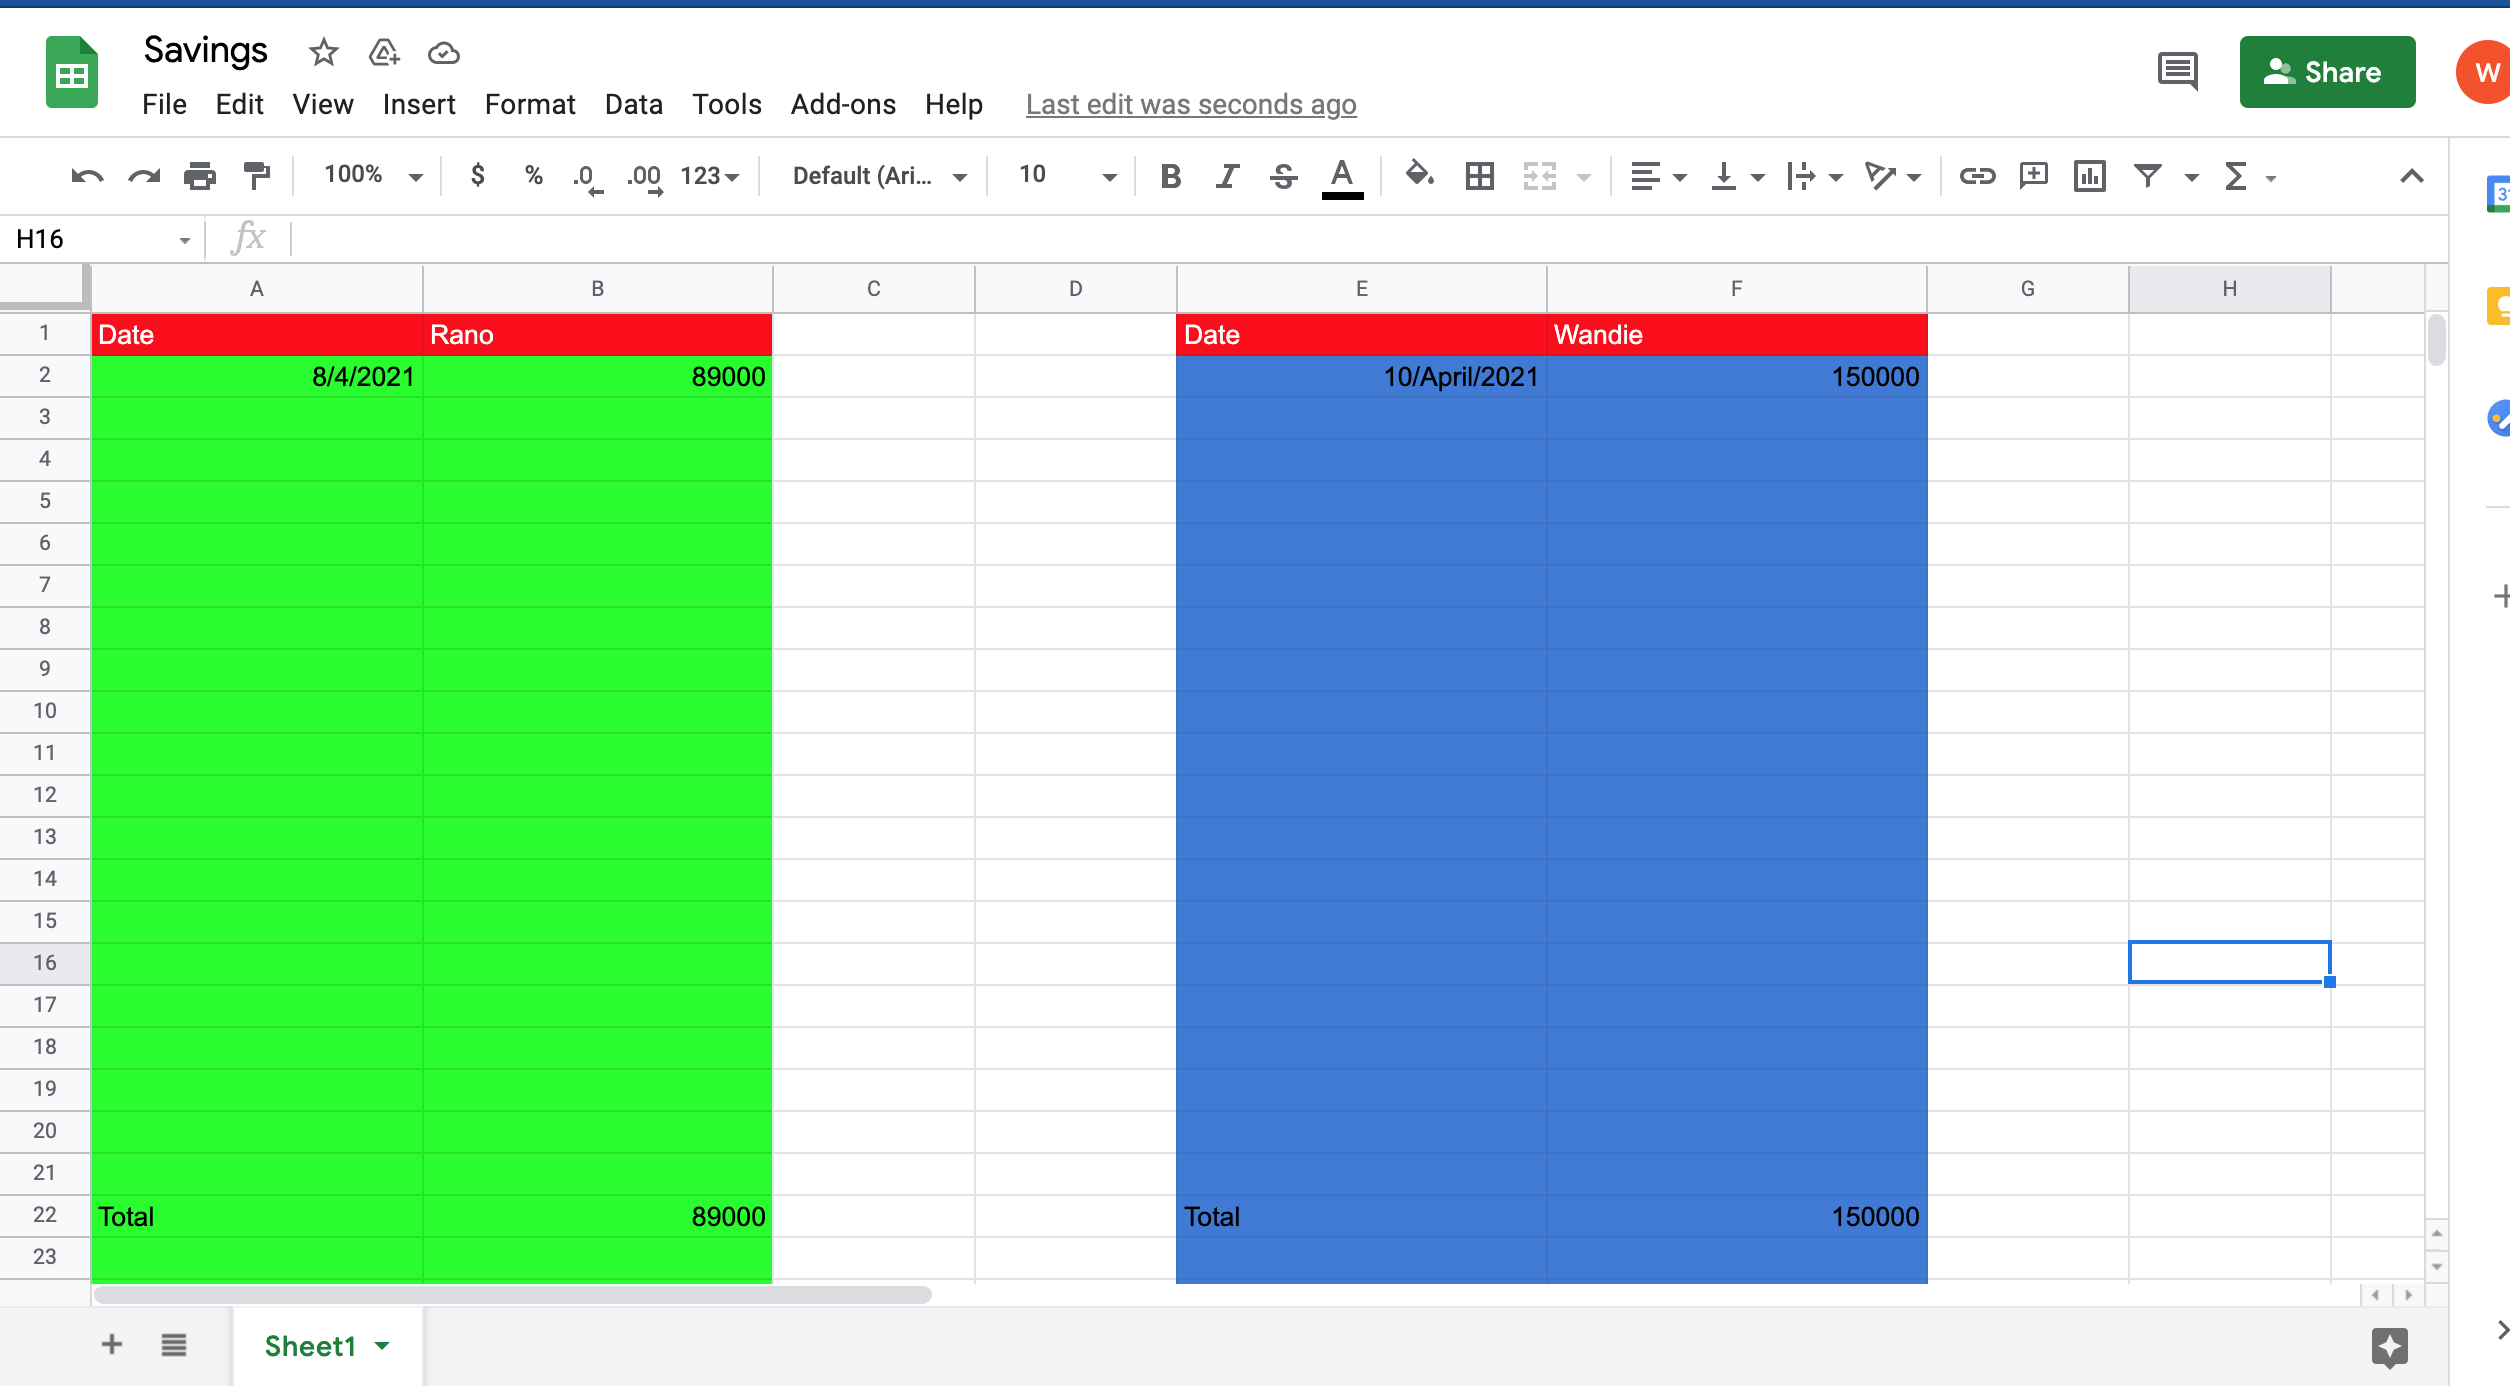 Savings
File Edit View Insert Format Data Tools Add-ons Help Last edit was seconds ago
Share
W
100% $ % .0 .00 123 Default (Ari... 10 B I S A
31
H16 fx
A B C D E F G H
1 Date Rano Date Wandie
2 8/4/2021 89000 10/April/2021 150000
3
4
5
6
7
8
9
10
11
12
13
14
15
16
17
18
19
20
21
22 Total 89000 Total 150000
23
Sheet1